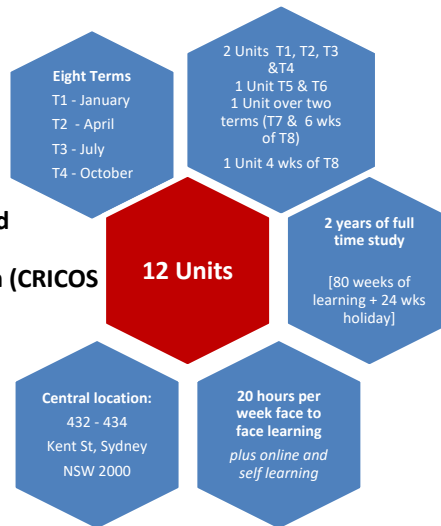 Eight Terms
T1 - January
T2 - April
T3 - July
T4 - October
2 Units T1, T2, T3
&T4
1 Unit T5 & T6
1 Unit over two
terms (T7 & 6 wks
of T8)
1 Unit 4 wks of T8
d
(CRICOS
12 Units
2 years of full
time study
[80 weeks of
learning + 24 wks
holiday]
Central location:
432 - 434
Kent St, Sydney
NSW 2000
20 hours per
week face to
face learning
plus online and
self learning